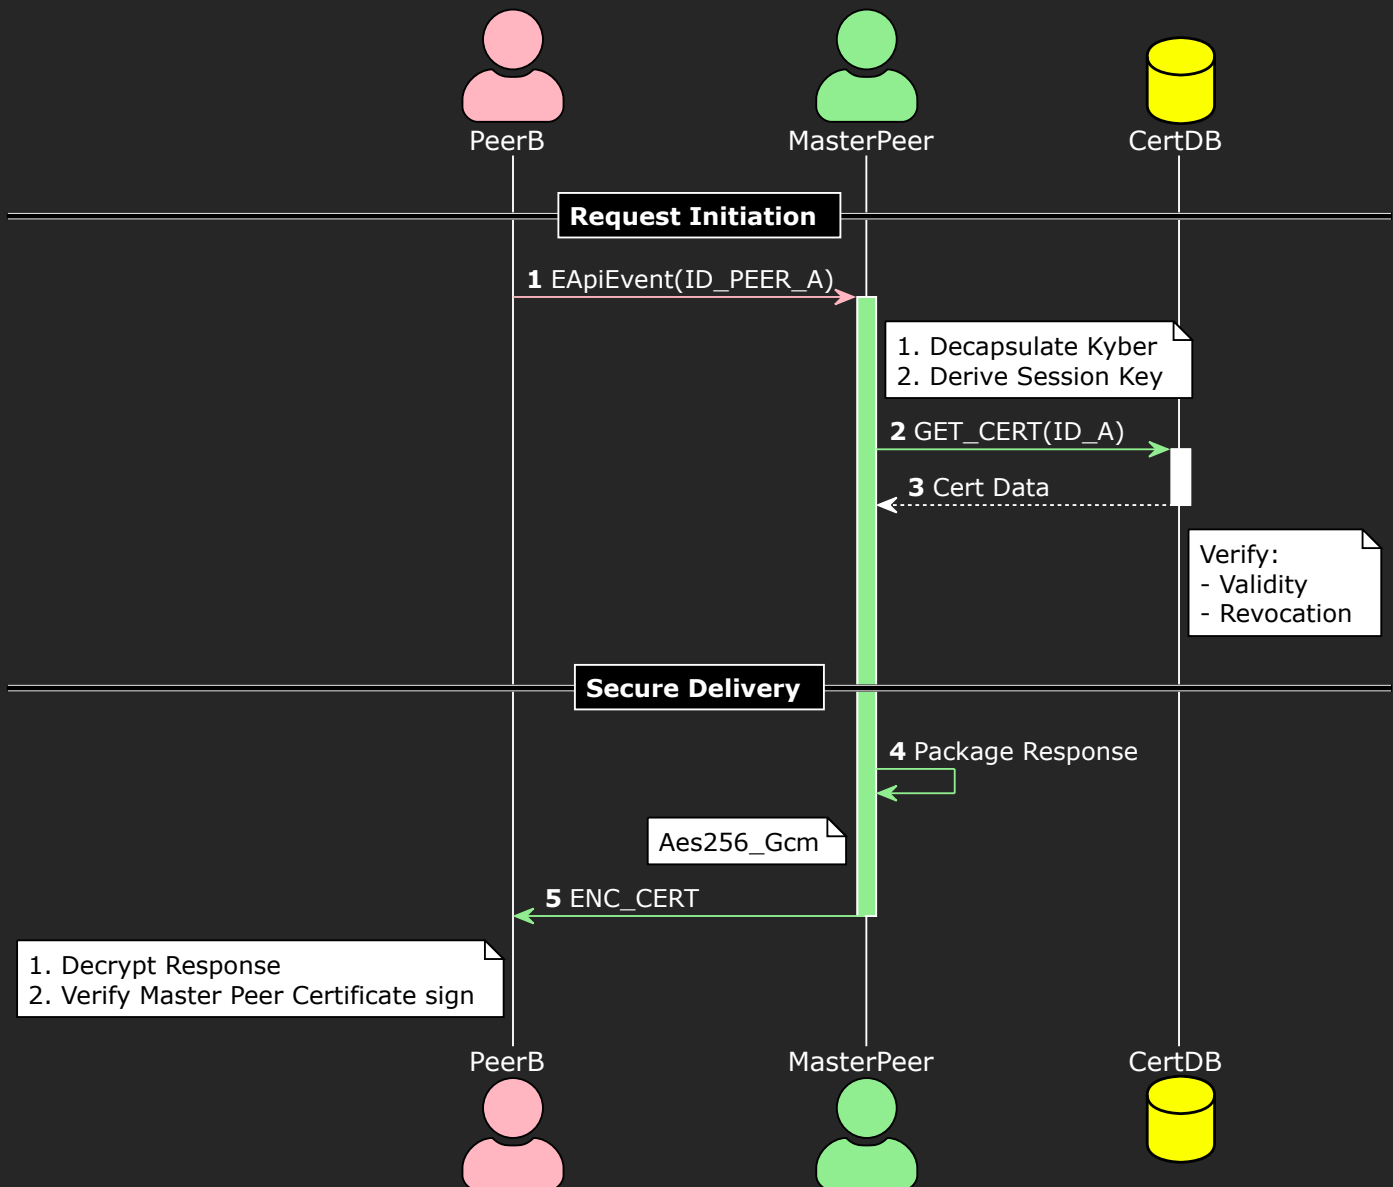 PeerB
MasterPeer
CertDB
Request Initiation
1 EApiEvent(ID_PEER_A)
1. Decapsulate Kyber
2. Derive Session Key
2 GET_CERT(ID_A)
3 Cert Data
Verify:
- Validity
- Revocation
Secure Delivery
4 Package Response
Aes256_Gcm
5 ENC_CERT
1. Decrypt Response
2. Verify Master Peer Certificate sign
PeerB
MasterPeer
CertDB